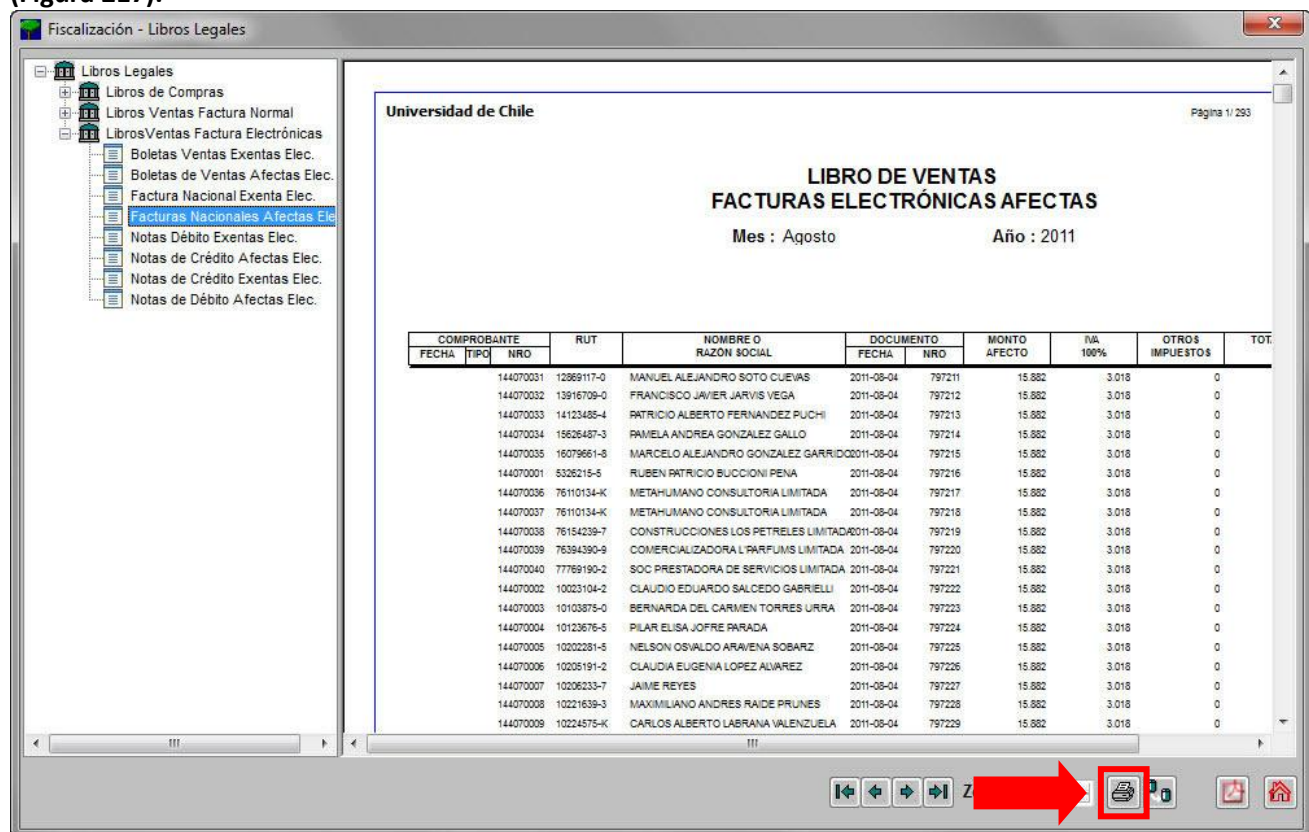 (Figura 217).
Fiscalización - Libros Legales
Libros Legales
Libros de Compras
Libros Ventas Factura Normal
LibrosVentas Factura Electrónicas
Boletas Ventas Exentas Elec.
Boletas de Ventas Afectas Elec.
Factura Nacional Exenta Elec.
Facturas Nacionales Afectas Ele
Notas Débito Exentas Elec.
Notas de Crédito Afectas Elec.
Notas de Crédito Exentas Elec.
Notas de Débito Afectas Elec.
Universidad de Chile Página 1/ 293
LIBRO DE VENTAS
FACTURAS ELECTRÓNICAS AFECTAS
Mes : Agosto Año : 2011
COMPROBANTE RUT NOMBRE O DOCUMENTO MONTO IVA OTROS TOT
FECHA TIPO NRO RAZÓN SOCIAL FECHA NRO AFECTO 100% IMPUESTOS
144070031 12869117-0 MANUEL ALEJANDRO SOTO CUEVAS 2011-08-04 797211 15.882 3.018 0
144070032 13916709-0 FRANCISCO JAVIER JARVIS VEGA 2011-08-04 797212 15.882 3.018 0
144070033 14123485-4 PATRICIO ALBERTO FERNANDEZ PUCHI 2011-08-04 797213 15.882 3.018 0
144070034 15626487-3 PAMELA ANDREA GONZALEZ GALLO 2011-08-04 797214 15.882 3.018 0
144070035 16079661-8 MARCELO ALEJANDRO GONZALEZ GARRIDO 2011-08-04 797215 15.882 3.018 0
144070001 5326215-5 RUBEN PATRICIO BUCCIONI PENA 2011-08-04 797216 15.882 3.018 0
144070036 76110134-K METAHUMANO CONSULTORIA LIMITADA 2011-08-04 797217 15.882 3.018 0
144070037 76110134-K METAHUMANO CONSULTORIA LIMITADA 2011-08-04 797218 15.882 3.018 0
144070038 76154239-7 CONSTRUCCIONES LOS PETRELES LIMITADA 2011-08-04 797219 15.882 3.018 0
144070039 76394390-9 COMERCIALIZADORA L'PARFUMS LIMITADA 2011-08-04 797220 15.882 3.018 0
144070040 77769190-2 SOC PRESTADORA DE SERVICIOS LIMITADA 2011-08-04 797221 15.882 3.018 0
144070002 10023104-2 CLAUDIO EDUARDO SALCEDO GABRIELLI 2011-08-04 797222 15.882 3.018 0
144070003 10103875-0 BERNARDA DEL CARMEN TORRES URRA 2011-08-04 797223 15.882 3.018 0
144070004 10123676-5 PILAR ELISA JOFRE PARADA 2011-08-04 797224 15.882 3.018 0
144070005 10202281-5 NELSON OSVALDO ARAVENA SOBARZ 2011-08-04 797225 15.882 3.018 0
144070006 10205191-2 CLAUDIA EUGENIA LOPEZ ALVAREZ 2011-08-04 797226 15.882 3.018 0
144070007 10206233-7 JAIME REYES 2011-08-04 797227 15.882 3.018 0
144070008 10221639-3 MAXIMILIANO ANDRES RAIDE PRUNES 2011-08-04 797228 15.882 3.018 0
144070009 10224575-K CARLOS ALBERTO LABRANA VALENZUELA 2011-08-04 797229 15.882 3.018 0